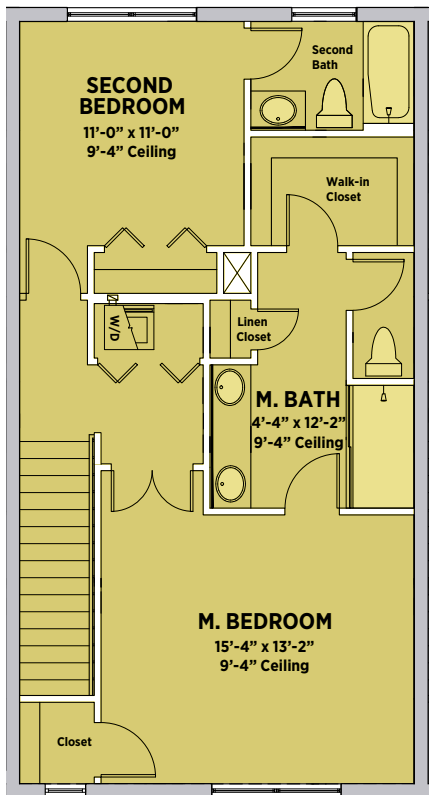 Second
Bath
SECOND
BEDROOM
11’-0” x 11’-0”
9’-4” Ceiling
Walk-in
Closet
W/D
Linen
Closet
M. BATH
4’-4” x 12’-2”
9’-4” Ceiling
M. BEDROOM
15’-4” x 13’-2”
9’-4” Ceiling
Closet